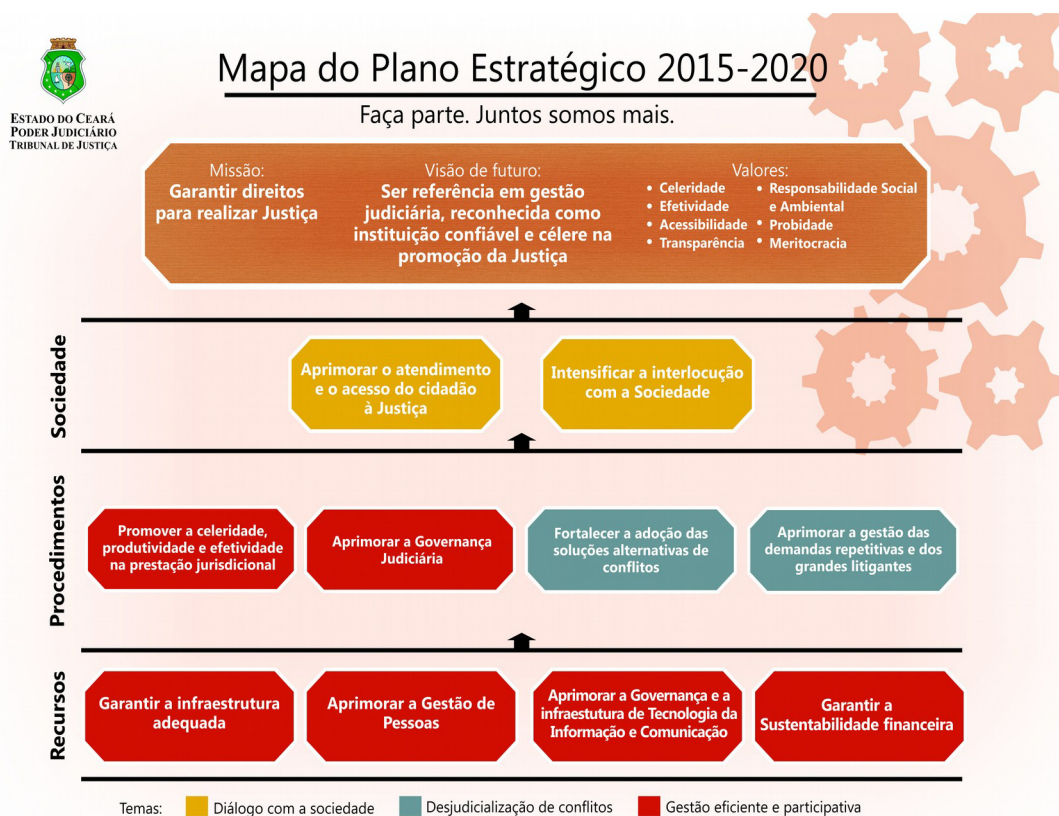 Mapa do Plano Estratégico 2015-2020
Faça parte. Juntos somos mais.
ESTADO DO CEARÁ
PODER JUDICIÁRIO
TRIBUNAL DE JUSTIÇA
Missão:
Garantir direitos
para realizar Justiça
Visão de futuro:
Ser referência em gestão
judiciária, reconhecida como
instituição confiável e célere na
promoção da Justiça
Valores:
• Celeridade
• Efetividade
• Acessibilidade
• Transparência
• Responsabilidade Social
e Ambiental
• Probidade
• Meritocracia
Sociedade
Aprimorar o atendimento
e o acesso do cidadão
à Justiça
Intensificar a interlocução
com a Sociedade
Procedimentos
Promover a celeridade,
produtividade e efetividade
na prestação jurisdicional
Aprimorar a Governança
Judiciária
Fortalecer a adoção das
soluções alternativas de
conflitos
Aprimorar a gestão das
demandas repetitivas e dos
grandes litigantes
Recursos
Garantir a infraestrutura
adequada
Aprimorar a Gestão de
Pessoas
Aprimorar a Governança e a
infraestutura de Tecnologia da
Informação e Comunicação
Garantir a
Sustentabilidade financeira
Temas:
Diálogo com a sociedade
Desjudicialização de conflitos
Gestão eficiente e participativa